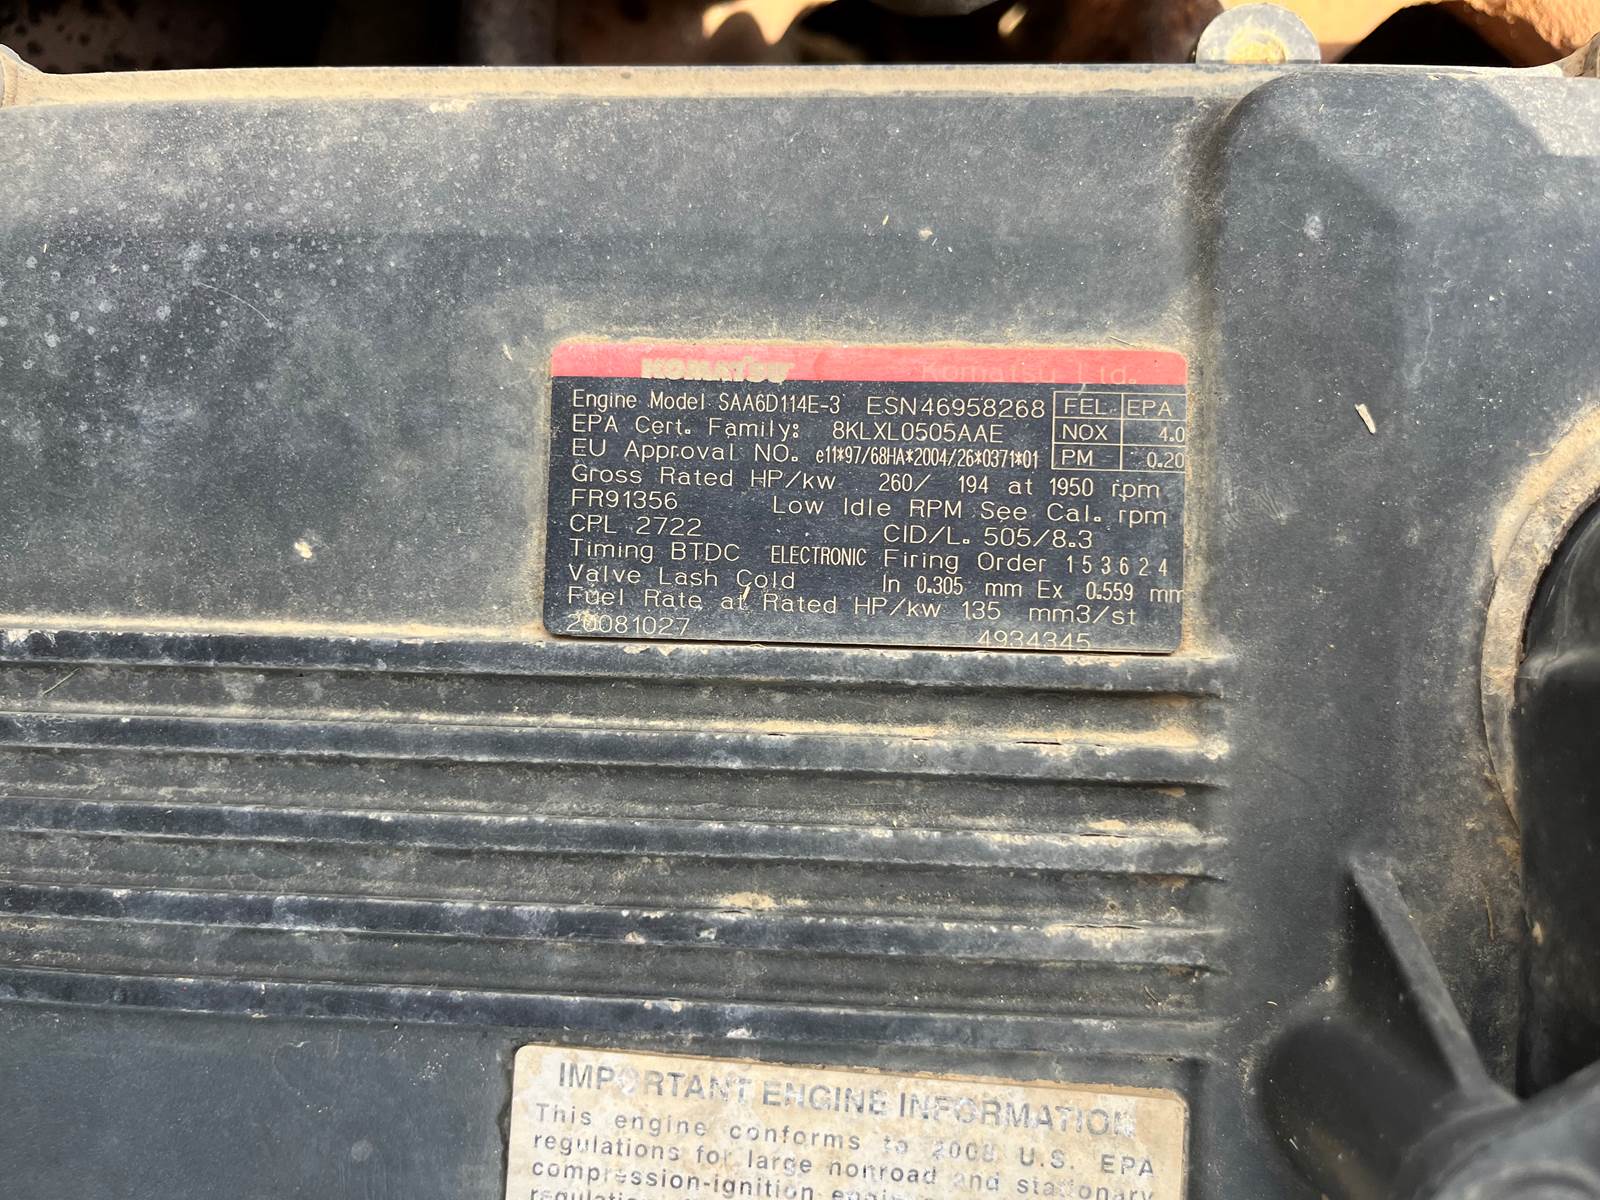 KOMATSU Komatsu Ltd.
Engine Model SAA6D114E-3 ESN46958268 FEL EPA
EPA Cert. Family: 8KLXL0505AAE NOX 4.0
EU Approval NO. e11*97/68HA*2004/26*0371*01 PM 0.20
Gross Rated HP/kw 260/ 194 at 1950 rpm
FR91356 Low Idle RPM See Cal. rpm
CPL 2722 CID/L. 505/8.3
Timing BTDC ELECTRONIC Firing Order 1 5 3 6 2 4
Valve Lash Cold In 0.305 mm Ex 0.559 mm
Fuel Rate at Rated HP/kw 135 mm3/st
20081027 4934345
IMPORTANT ENGINE INFORMATION
This engine conforms to 2008 U.S. EPA
regulations for large nonroad and stationary
compression-ignition